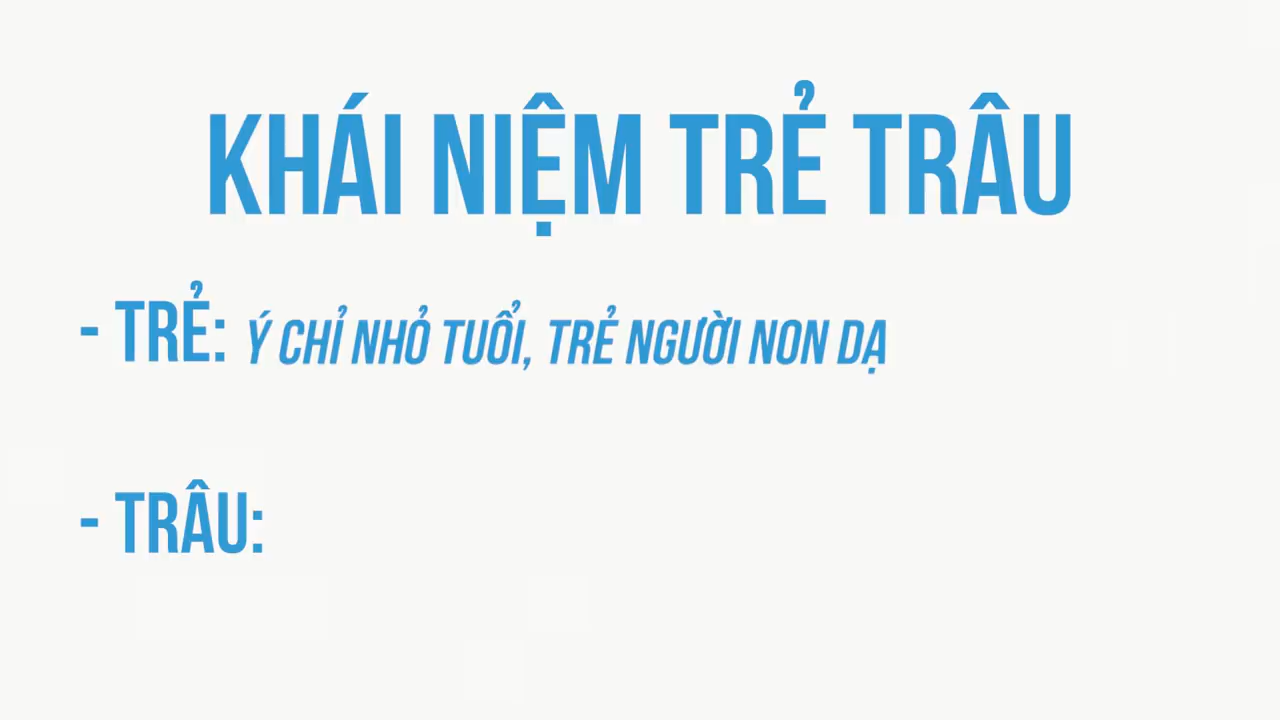 KHÁI NIỆM TRẺ TRÂU
- TRẺ: Ý CHỈ NHỎ TUỔI, TRẺ NGƯỜI NON DẠ
- TRÂU: